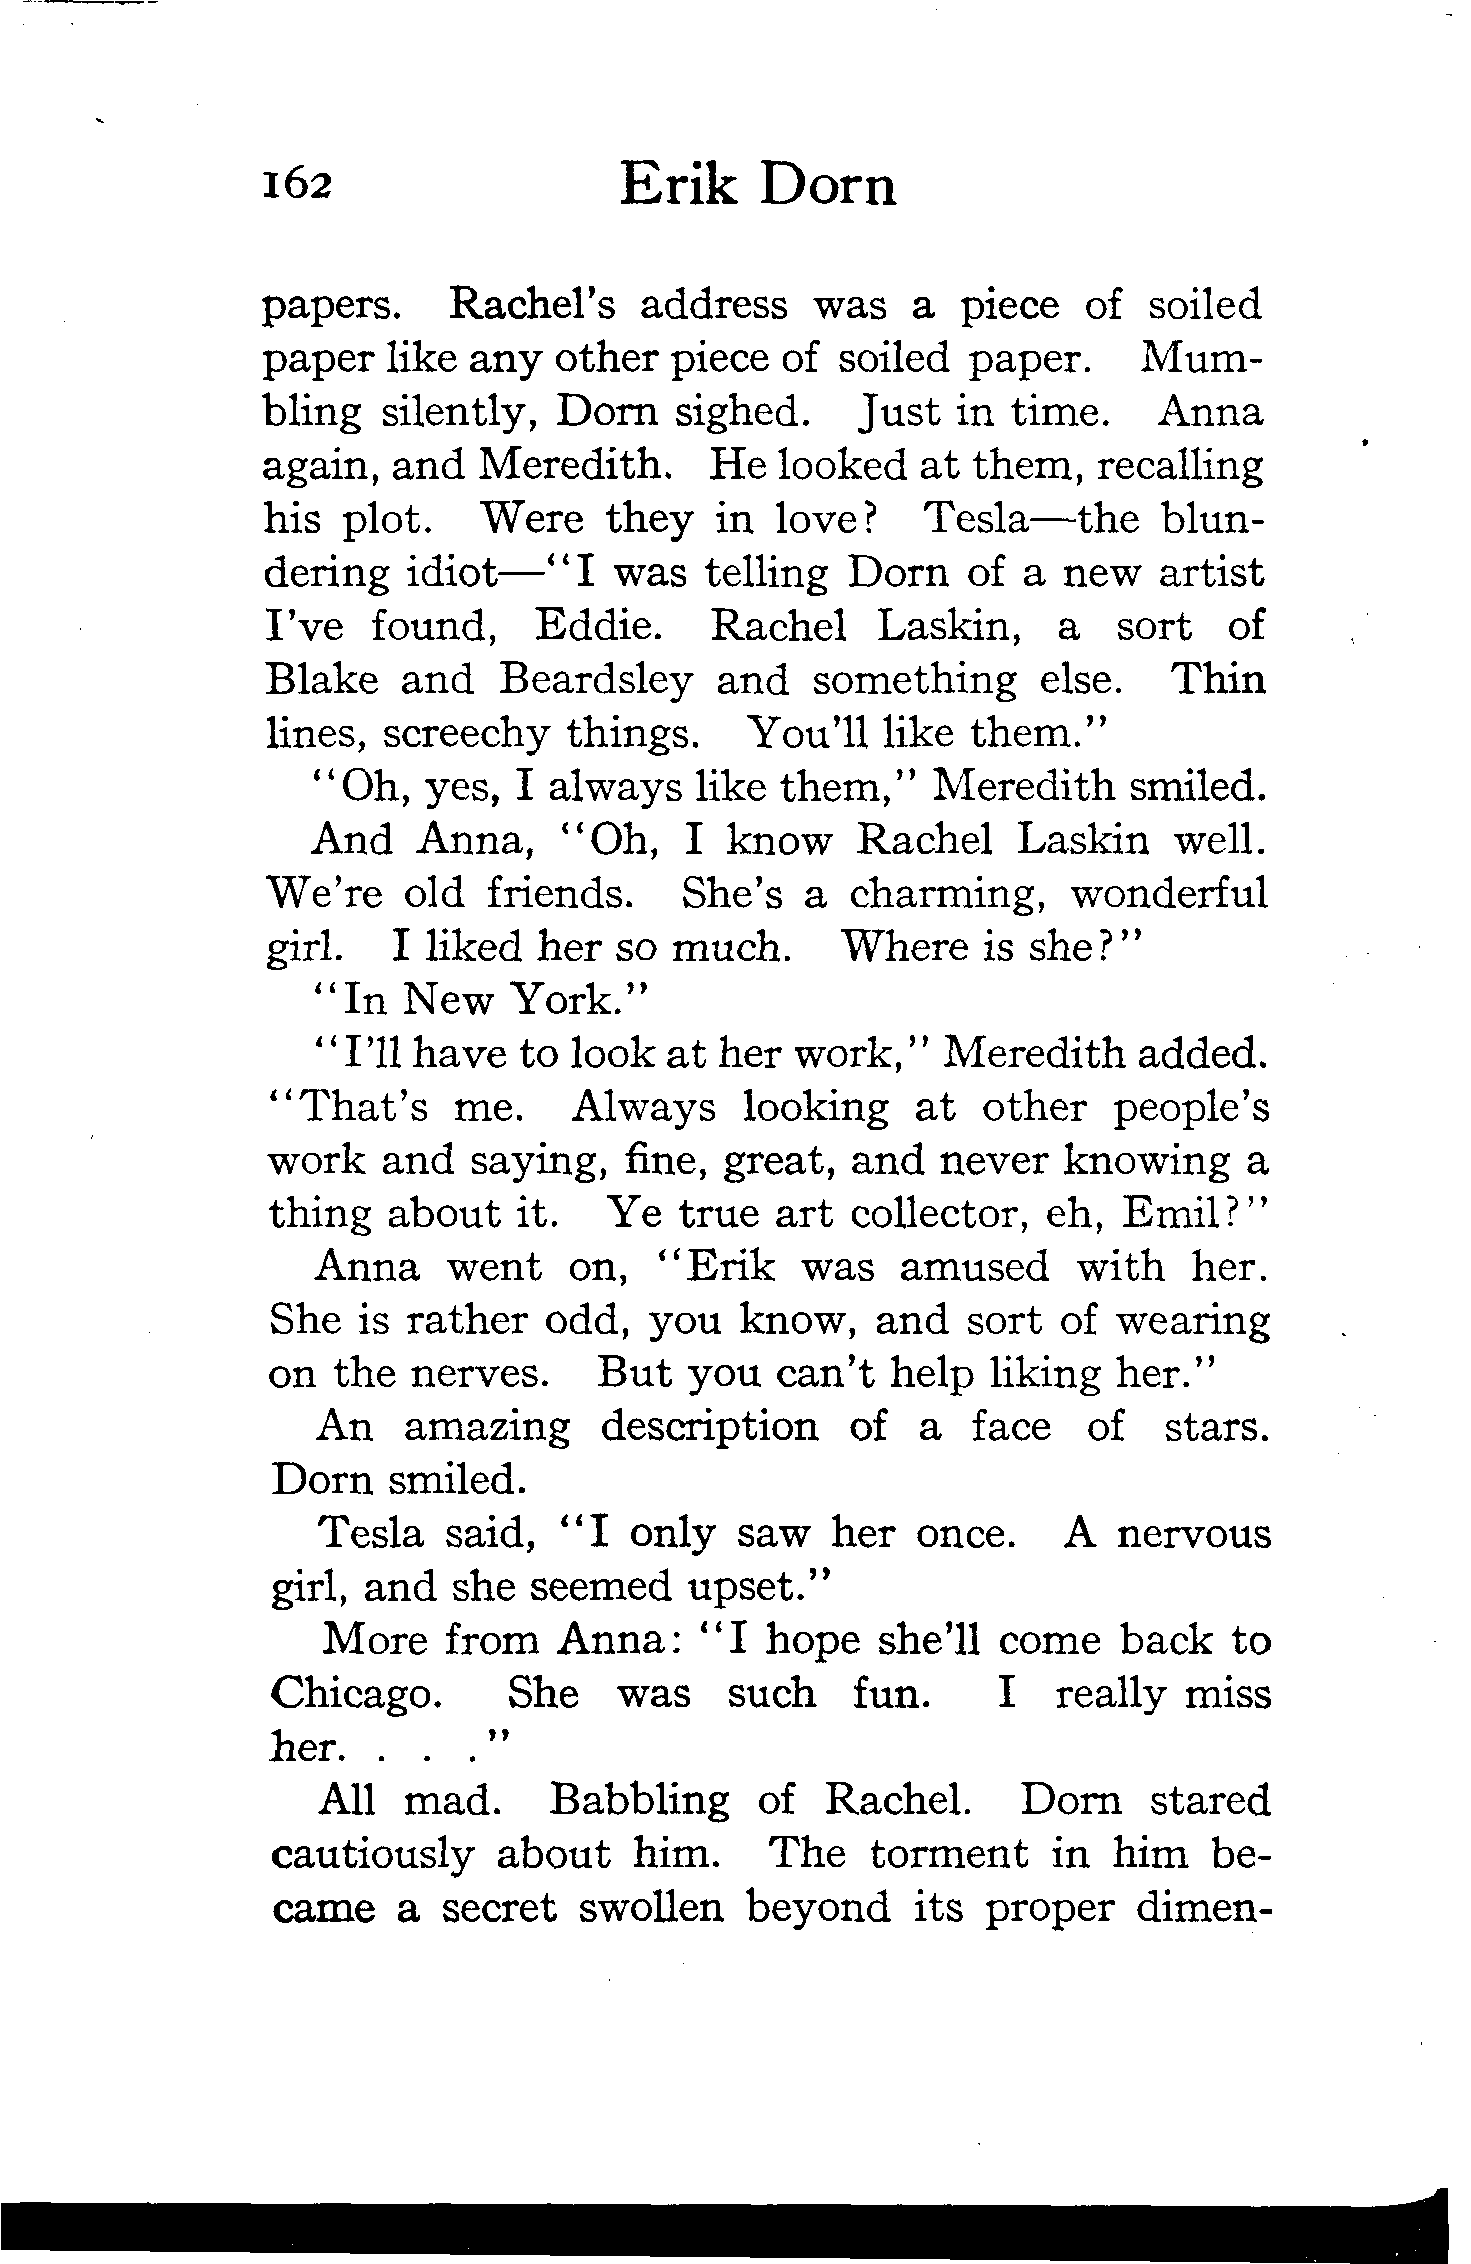 162 Erik Dorn
papers. Rachel's address was a piece of soiled
paper like any other piece of soiled paper. Mum-
bling silently, Dorn sighed. Just in time. Anna
again, and Meredith. He looked at them, recalling
his plot. Were they in love? Tesla—the blun-
dering idiot—"I was telling Dorn of a new artist
I've found, Eddie. Rachel Laskin, a sort of
Blake and Beardsley and something else. Thin
lines, screechy things. You'll like them."
"Oh, yes, I always like them," Meredith smiled.
And Anna, "Oh, I know Rachel Laskin well.
We're old friends. She's a charming, wonderful
girl. I liked her so much. Where is she?"
"In New York."
"I'll have to look at her work," Meredith added.
"That's me. Always looking at other people's
work and saying, fine, great, and never knowing a
thing about it. Ye true art collector, eh, Emil?"
Anna went on, "Erik was amused with her.
She is rather odd, you know, and sort of wearing
on the nerves. But you can't help liking her."
An amazing description of a face of stars.
Dorn smiled.
Tesla said, "I only saw her once. A nervous
girl, and she seemed upset."
More from Anna: "I hope she'll come back to
Chicago. She was such fun. I really miss
her. . . ."
All mad. Babbling of Rachel. Dorn stared
cautiously about him. The torment in him be-
came a secret swollen beyond its proper dimen-